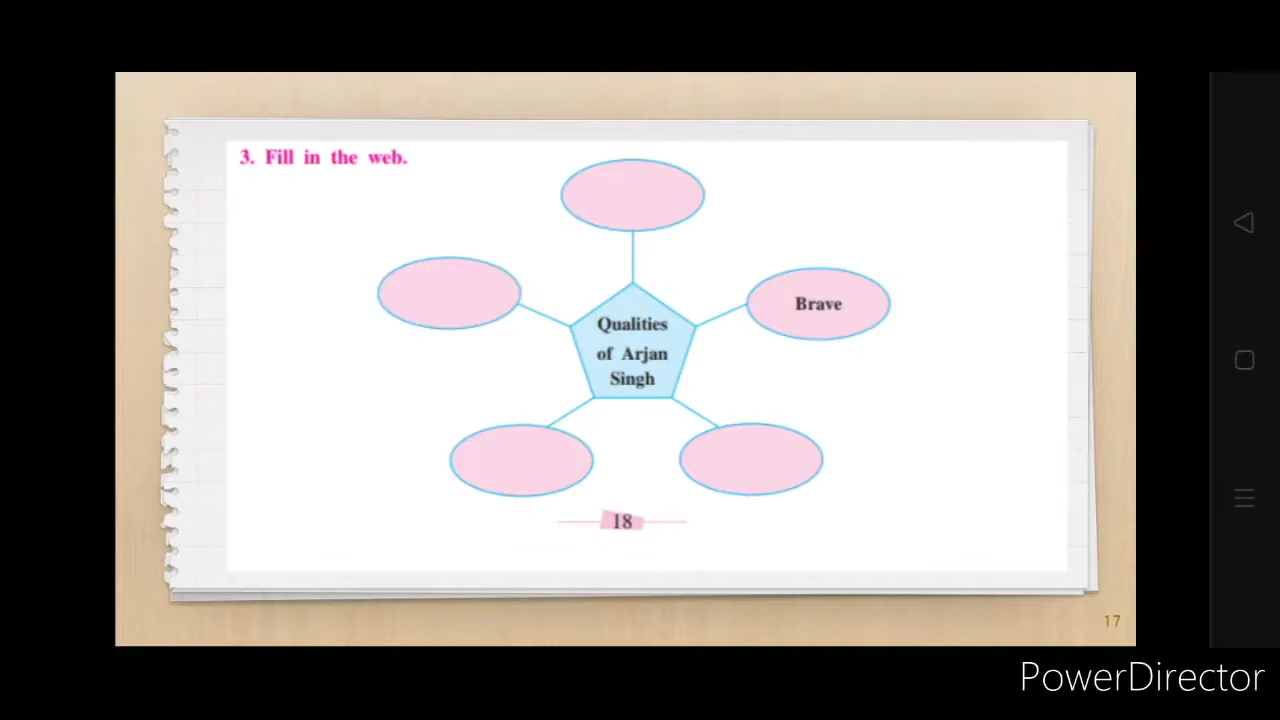 3. Fill in the web.
Brave
Qualities
of Arjan
Singh
18
17
PowerDirector